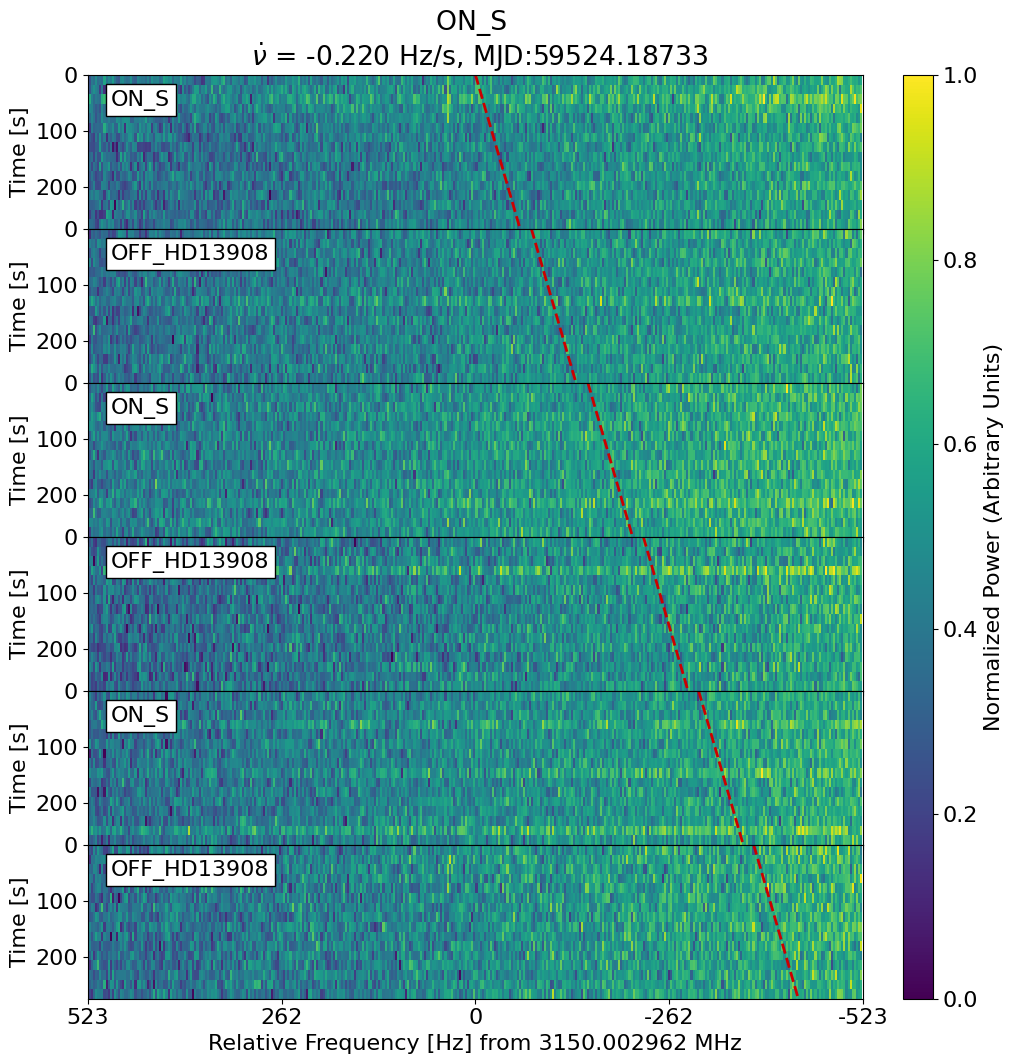 ON_S
ν̇ = -0.220 Hz/s, MJD:59524.18733
0
100
200
Time [s]
ON_S
0
100
200
Time [s]
OFF_HD13908
0
100
200
Time [s]
ON_S
0
100
200
Time [s]
OFF_HD13908
0
100
200
Time [s]
ON_S
0
100
200
Time [s]
OFF_HD13908
523 262 0 -262 -523
Relative Frequency [Hz] from 3150.002962 MHz
1.0
0.8
0.6
0.4
0.2
0.0
Normalized Power (Arbitrary Units)